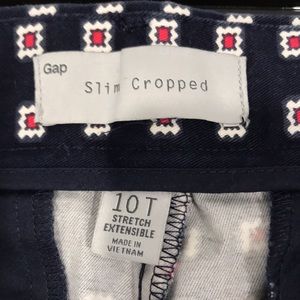 Gap
Slim Cropped
10 T
STRETCH
EXTENSIBLE
MADE IN
VIETNAM